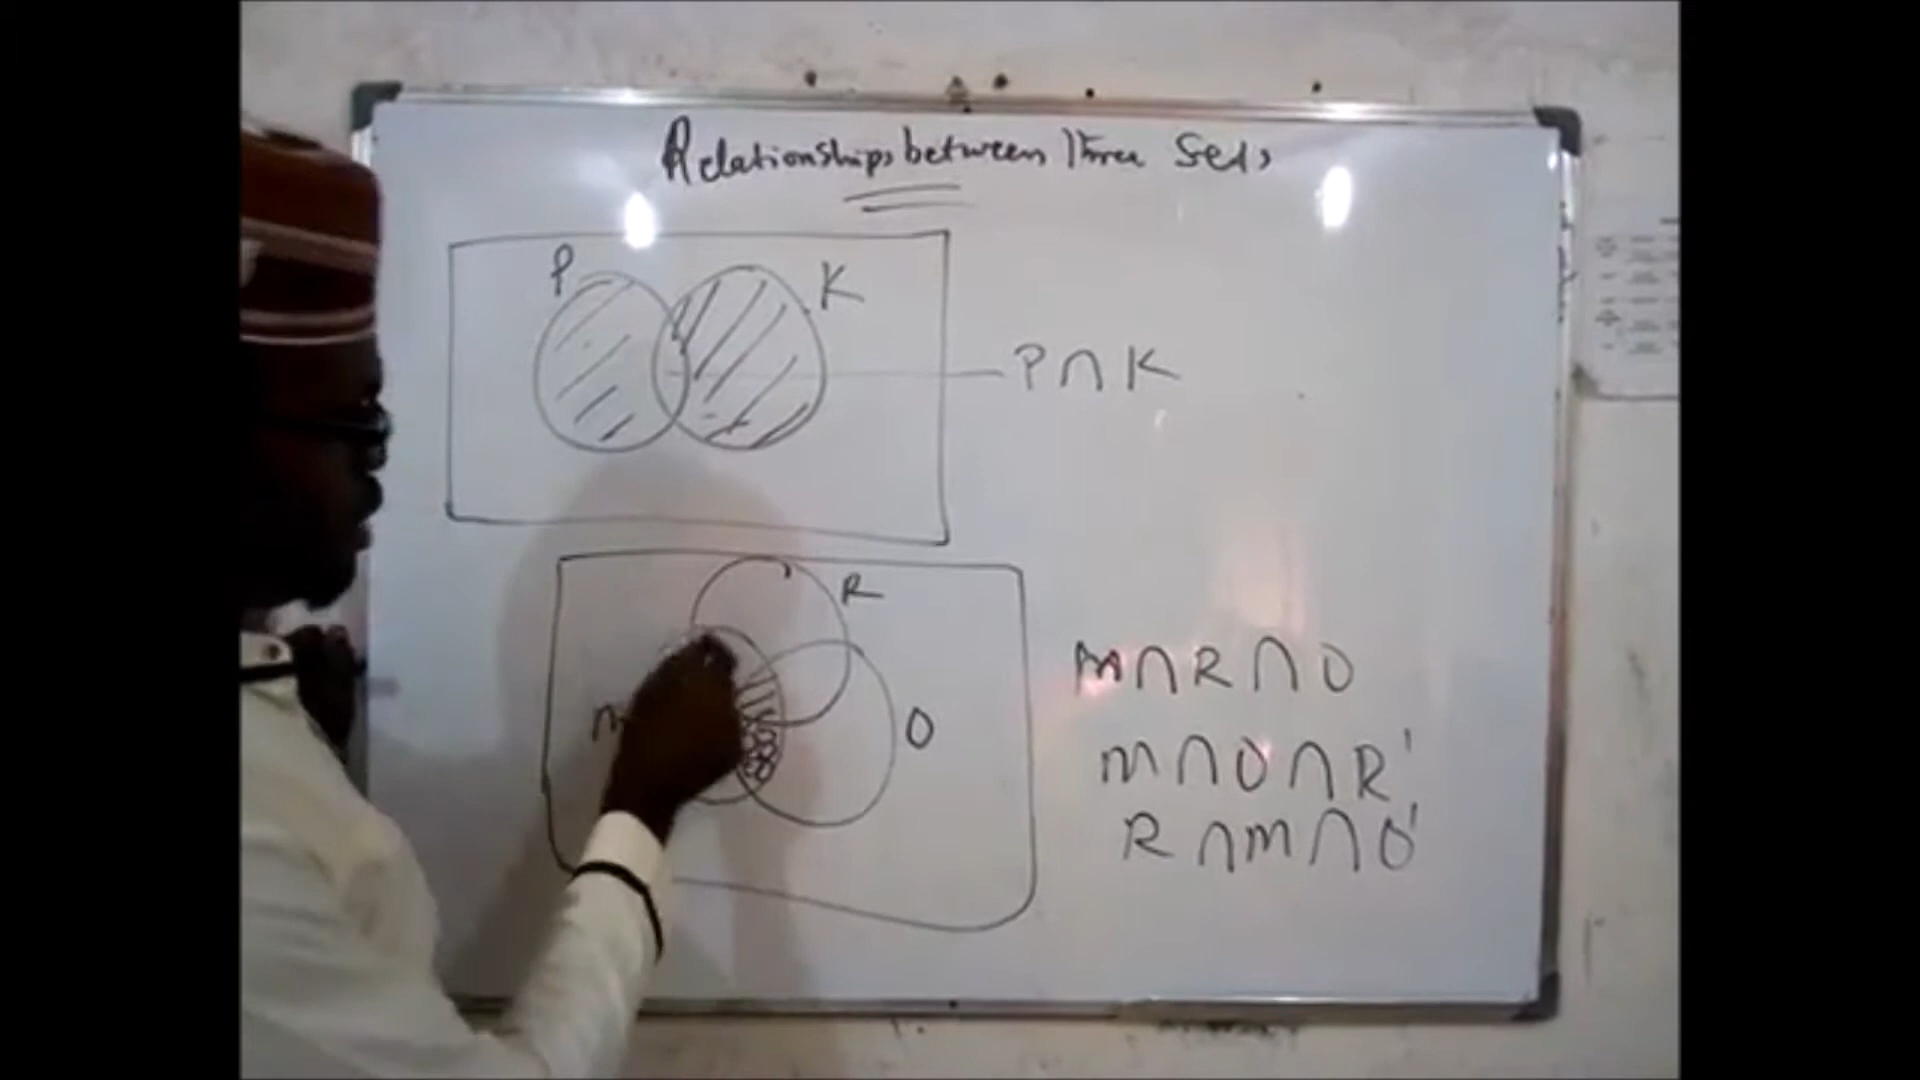 Relationships between Three Sets
P K
P ∩ K
R
M O
M ∩ R ∩ O
M ∩ O ∩ R'
R ∩ M ∩ O'